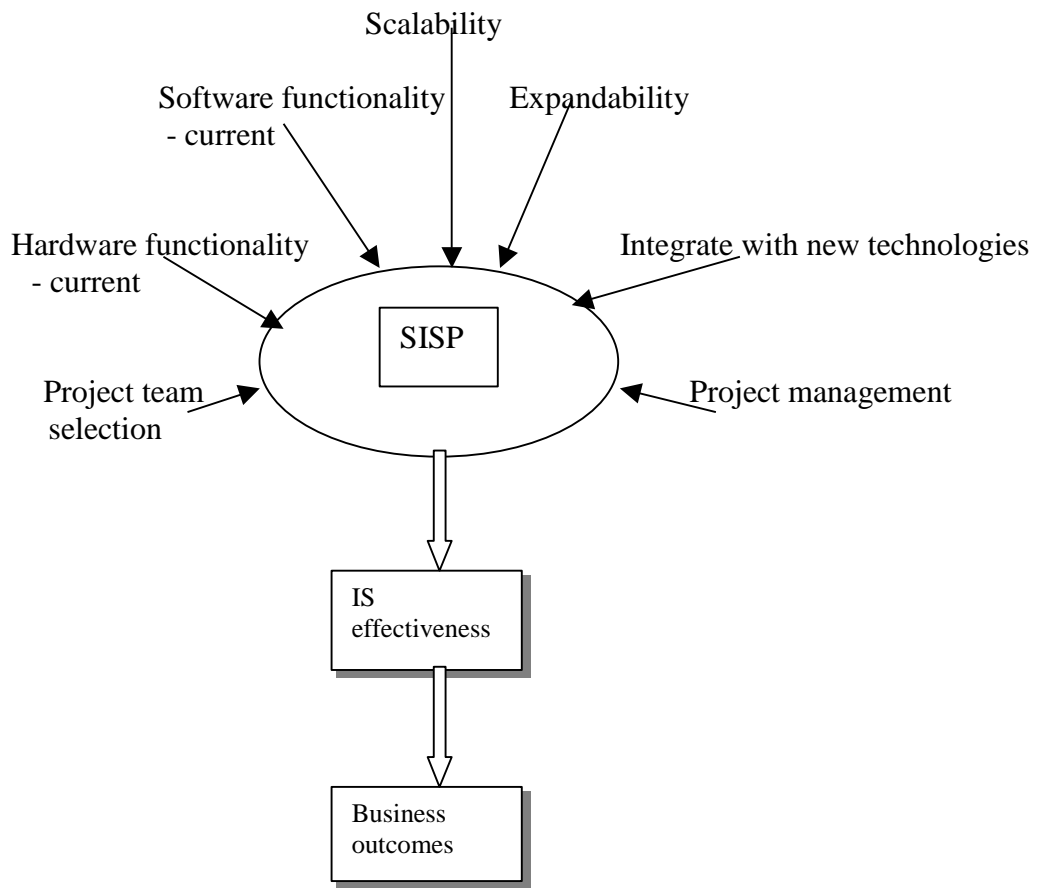 Scalability
Software functionality
- current
Expandability
Hardware functionality
- current
Integrate with new technologies
SISP
Project team
selection
Project management
IS
effectiveness
Business
outcomes